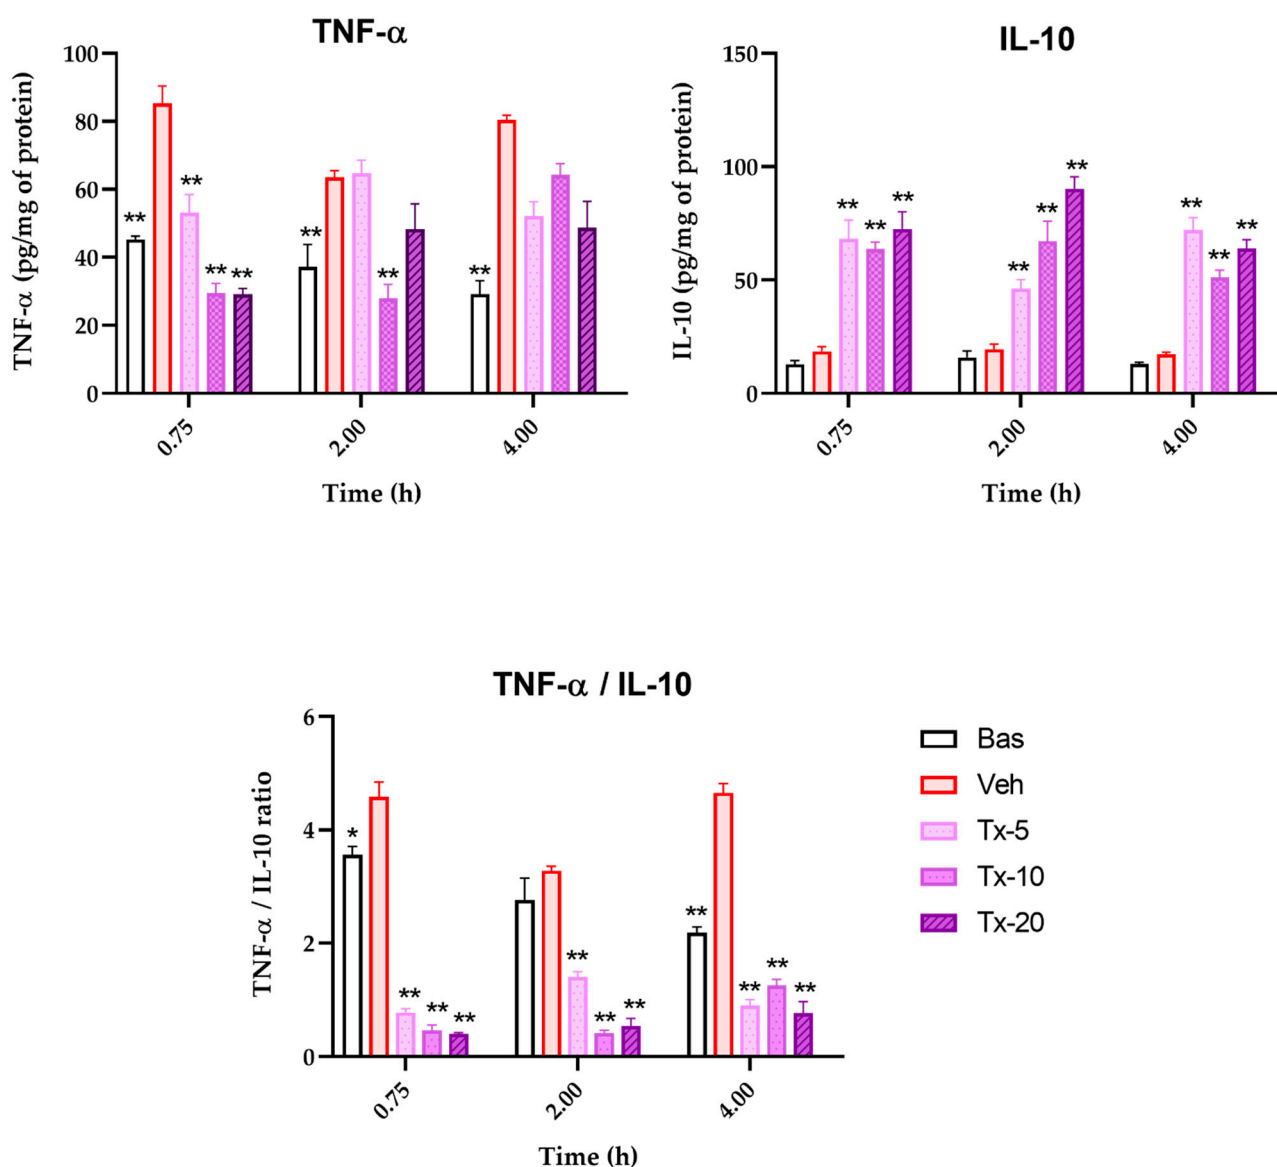 TNF-α
TNF-α (pg/mg of protein)
100
80
60
40
20
0
** ** ** **
** **
**
0.75 2.00 4.00
Time (h)
IL-10
IL-10 (pg/mg of protein)
150
100
50
0
** ** **
** ** **
** ** **
0.75 2.00 4.00
Time (h)
TNF-α / IL-10
TNF-α / IL-10 ratio
6
4
2
0
* ** ** **
** ** **
** ** ** **
0.75 2.00 4.00
Time (h)
Bas
Veh
Tx-5
Tx-10
Tx-20